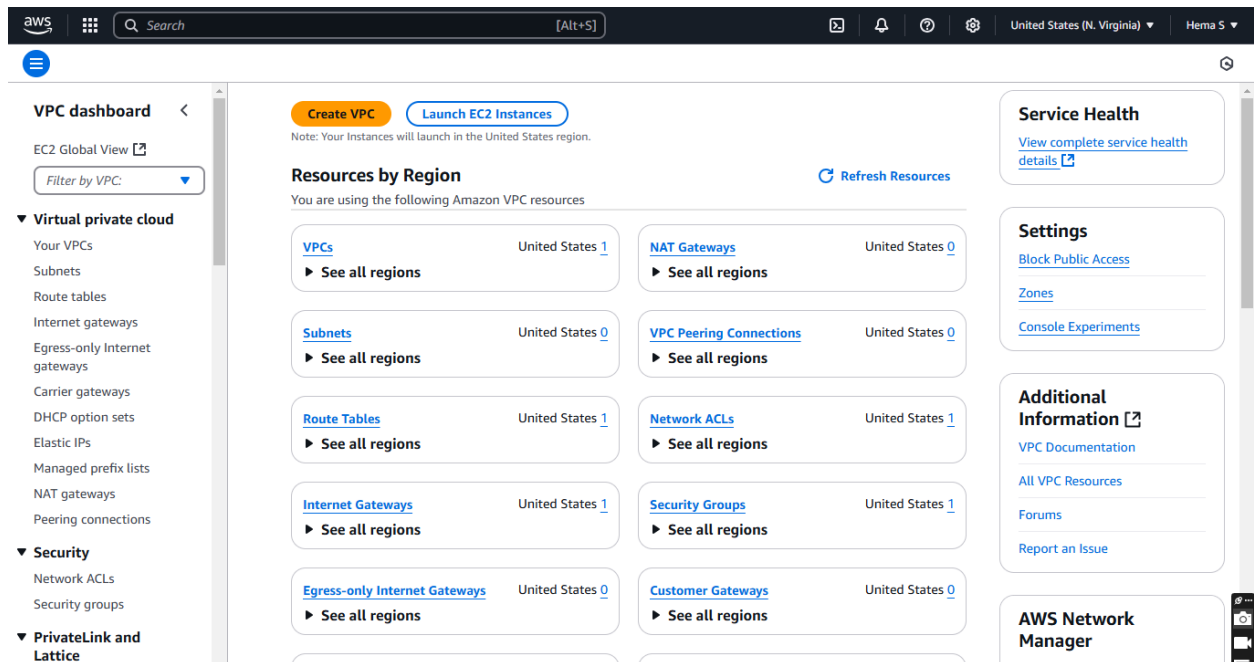 aws
Search [Alt+S]
United States (N. Virginia)
Hema S
VPC dashboard
EC2 Global View
Filter by VPC:
Virtual private cloud
Your VPCs
Subnets
Route tables
Internet gateways
Egress-only Internet
gateways
Carrier gateways
DHCP option sets
Elastic IPs
Managed prefix lists
NAT gateways
Peering connections
Security
Network ACLs
Security groups
PrivateLink and
Lattice
Create VPC
Launch EC2 Instances
Note: Your Instances will launch in the United States region.
Resources by Region
Refresh Resources
You are using the following Amazon VPC resources
VPCs United States 1
See all regions
NAT Gateways United States 0
See all regions
Subnets United States 0
See all regions
VPC Peering Connections United States 0
See all regions
Route Tables United States 1
See all regions
Network ACLs United States 1
See all regions
Internet Gateways United States 1
See all regions
Security Groups United States 1
See all regions
Egress-only Internet Gateways United States 0
See all regions
Customer Gateways United States 0
See all regions
Service Health
View complete service health
details
Settings
Block Public Access
Zones
Console Experiments
Additional
Information
VPC Documentation
All VPC Resources
Forums
Report an Issue
AWS Network
Manager